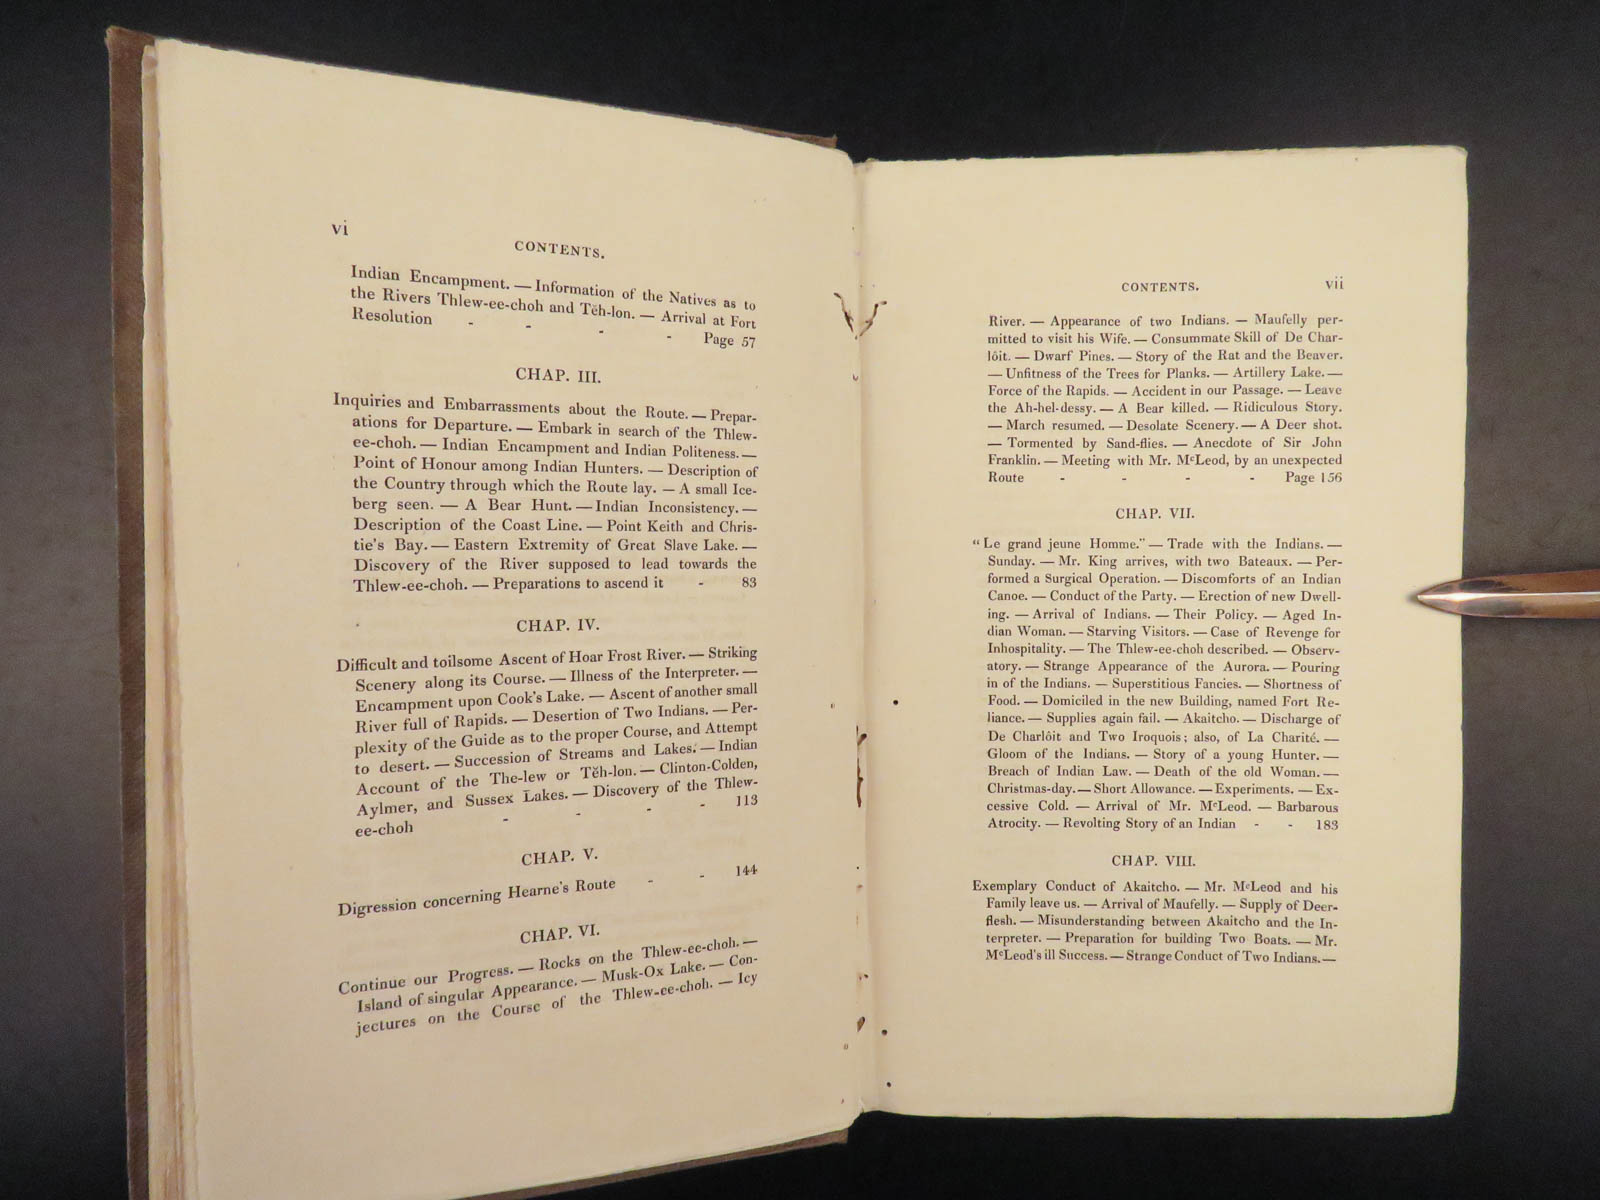 vi
CONTENTS.
Indian Encampment. — Information of the Natives as to
the Rivers Thlew-ee-choh and Tĕh-lon. — Arrival at Fort
Resolution - - - - Page 57
CHAP. III.
Inquiries and Embarrassments about the Route. — Prepar-
ations for Departure. — Embark in search of the Thlew-
ee-choh. — Indian Encampment and Indian Politeness. —
Point of Honour among Indian Hunters. — Description of
the Country through which the Route lay. — A small Ice-
berg seen. — A Bear Hunt. — Indian Inconsistency. —
Description of the Coast Line. — Point Keith and Chris-
tie's Bay. — Eastern Extremity of Great Slave Lake. —
Discovery of the River supposed to lead towards the
Thlew-ee-choh. — Preparations to ascend it - 83
CHAP. IV.
Difficult and toilsome Ascent of Hoar Frost River. — Striking
Scenery along its Course. — Illness of the Interpreter. —
Encampment upon Cook's Lake. — Ascent of another small
River full of Rapids. — Desertion of Two Indians. — Per-
plexity of the Guide as to the proper Course, and Attempt
to desert. — Succession of Streams and Lakes. — Indian
Account of the The-lew or Tĕh-lon. — Clinton-Colden,
Aylmer, and Sussex Lakes. — Discovery of the Thlew-
ee-choh - - - - 113
CHAP. V.
Digression concerning Hearne's Route - - 144
CHAP. VI.
Continue our Progress. — Rocks on the Thlew-ee-choh. —
Island of singular Appearance. — Musk-Ox Lake. — Con-
jectures on the Course of the Thlew-ee-choh. — Icy
CONTENTS. vii
River. — Appearance of two Indians. — Maufelly per-
mitted to visit his Wife. — Consummate Skill of De Char-
lôit. — Dwarf Pines. — Story of the Rat and the Beaver.
— Unfitness of the Trees for Planks. — Artillery Lake. —
Force of the Rapids. — Accident in our Passage. — Leave
the Ah-hel-dessy. — A Bear killed. — Ridiculous Story.
— March resumed. — Desolate Scenery. — A Deer shot.
— Tormented by Sand-flies. — Anecdote of Sir John
Franklin. — Meeting with Mr. McLeod, by an unexpected
Route - - - - Page 156
CHAP. VII.
"Le grand jeune Homme." — Trade with the Indians. —
Sunday. — Mr. King arrives, with two Bateaux. — Per-
formed a Surgical Operation. — Discomforts of an Indian
Canoe. — Conduct of the Party. — Erection of new Dwell-
ing. — Arrival of Indians. — Their Policy. — Aged In-
dian Woman. — Starving Visitors. — Case of Revenge for
Inhospitality. — The Thlew-ee-choh described. — Observ-
atory. — Strange Appearance of the Aurora. — Pouring
in of the Indians. — Superstitious Fancies. — Shortness of
Food. — Domiciled in the new Building, named Fort Re-
liance. — Supplies again fail. — Akaitcho. — Discharge of
De Charlôit and Two Iroquois; also, of La Charité. —
Gloom of the Indians. — Story of a young Hunter. —
Breach of Indian Law. — Death of the old Woman. —
Christmas-day. — Short Allowance. — Experiments. — Ex-
cessive Cold. — Arrival of Mr. McLeod. — Barbarous
Atrocity. — Revolting Story of an Indian - - 183
CHAP. VIII.
Exemplary Conduct of Akaitcho. — Mr. McLeod and his
Family leave us. — Arrival of Maufelly. — Supply of Deer-
flesh. — Misunderstanding between Akaitcho and the In-
terpreter. — Preparation for building Two Boats. — Mr.
McLeod's ill Success. — Strange Conduct of Two Indians. —